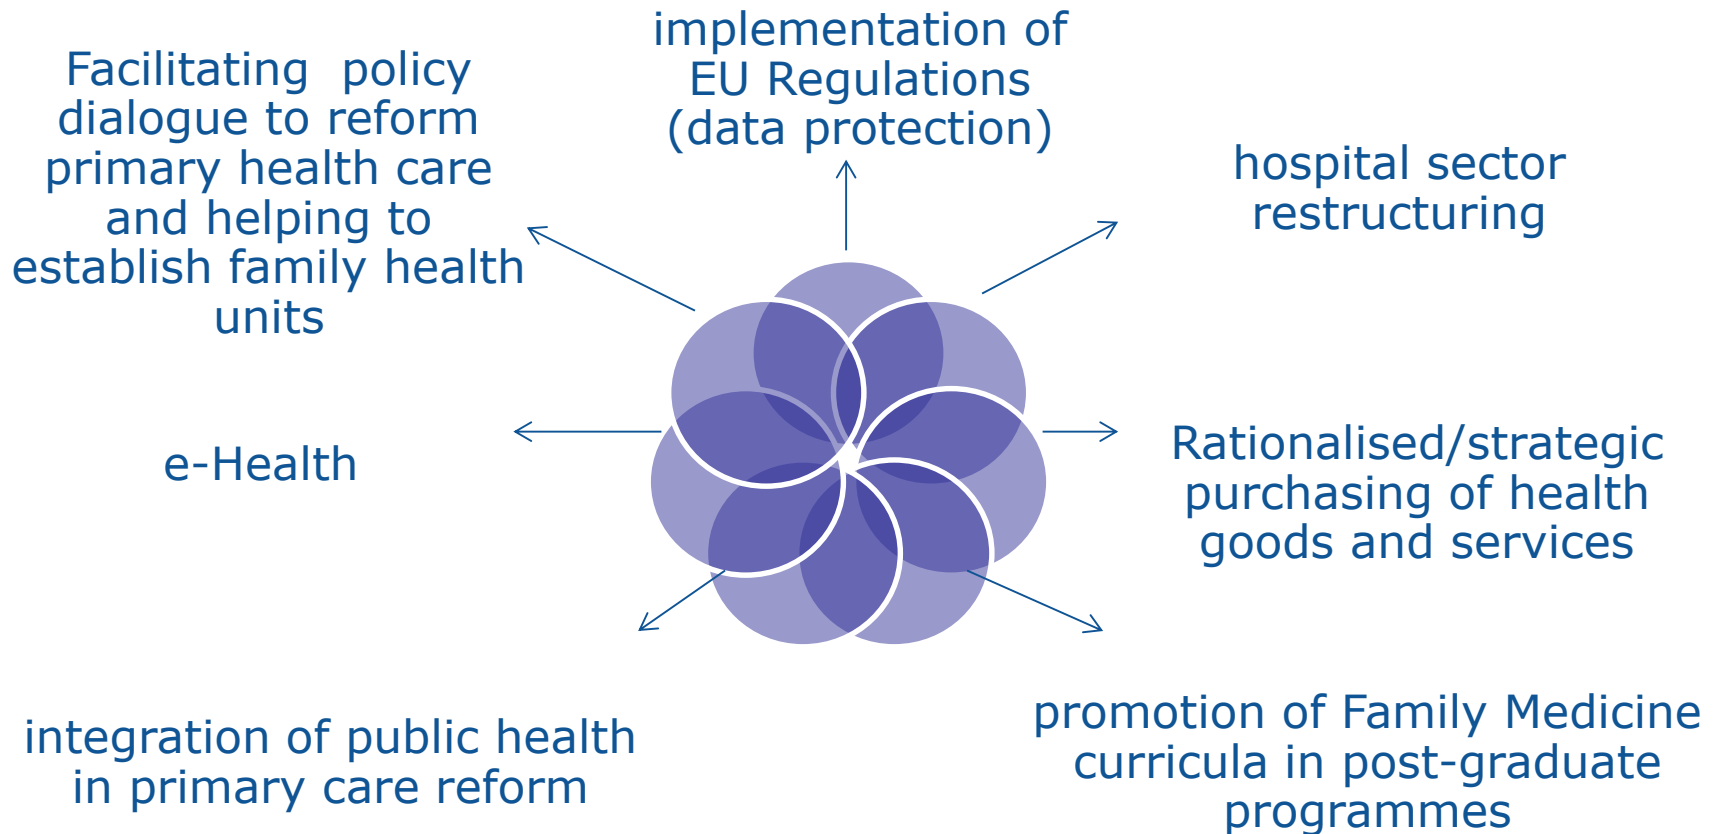 implementation of
EU Regulations
(data protection)
Facilitating policy
dialogue to reform
primary health care
and helping to
establish family health
units
hospital sector
restructuring
e-Health
Rationalised/strategic
purchasing of health
goods and services
integration of public health
in primary care reform
promotion of Family Medicine
curricula in post-graduate
programmes